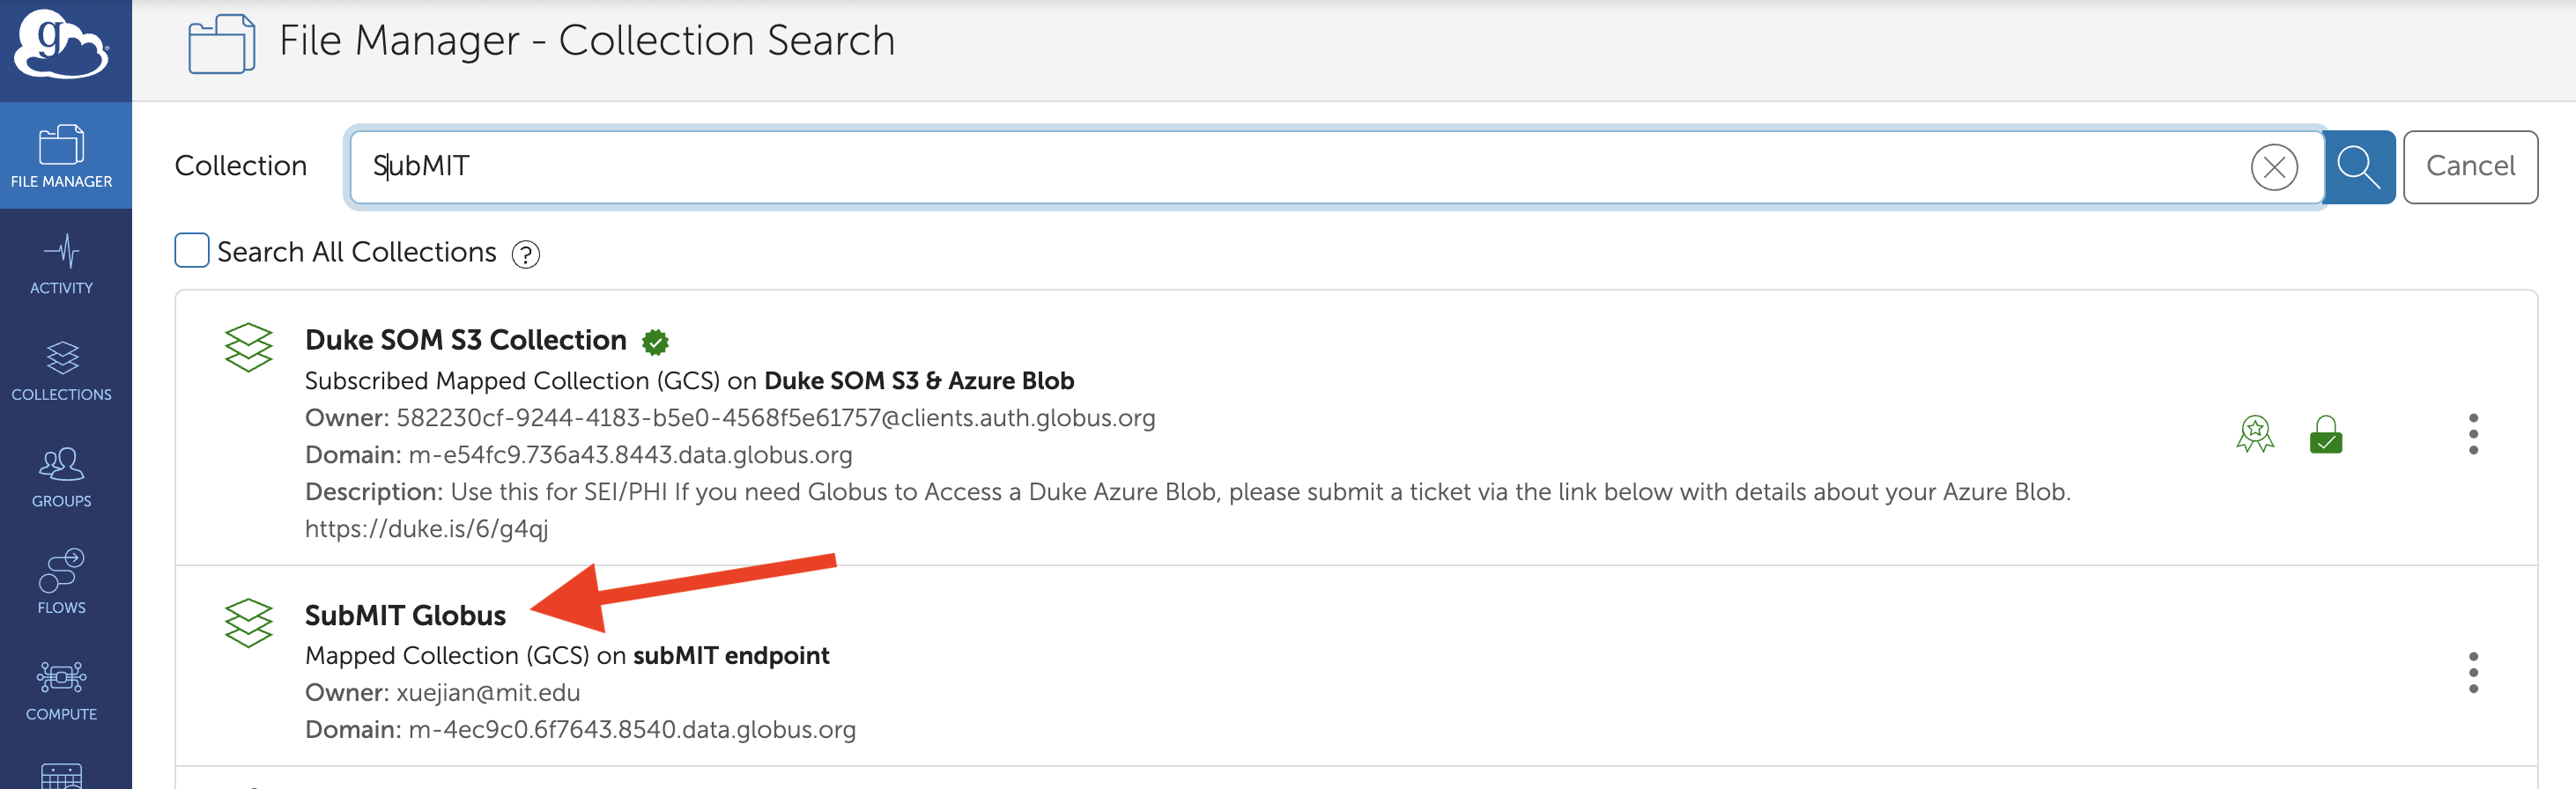 g
File Manager - Collection Search
Collection
SubMIT
Cancel
Search All Collections ?
FILE MANAGER
ACTIVITY
COLLECTIONS
GROUPS
FLOWS
COMPUTE
Duke SOM S3 Collection
Subscribed Mapped Collection (GCS) on Duke SOM S3 & Azure Blob
Owner: 582230cf-9244-4183-b5e0-4568f5e61757@clients.auth.globus.org
Domain: m-e54fc9.736a43.8443.data.globus.org
Description: Use this for SEI/PHI If you need Globus to Access a Duke Azure Blob, please submit a ticket via the link below with details about your Azure Blob.
https://duke.is/6/g4qj
SubMIT Globus
Mapped Collection (GCS) on subMIT endpoint
Owner: xuejian@mit.edu
Domain: m-4ec9c0.6f7643.8540.data.globus.org